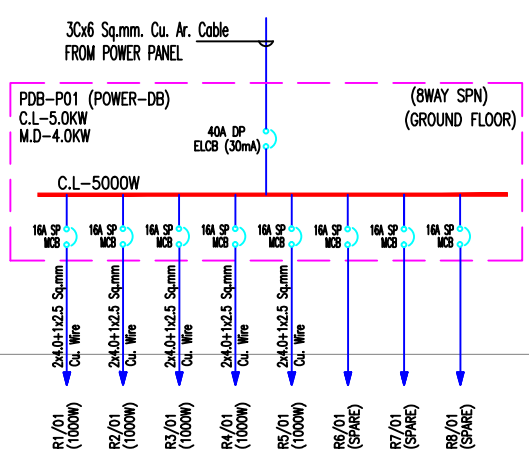 3Cx6 Sq.mm. Cu. Ar. Cable
FROM POWER PANEL
PDB-P01 (POWER-DB)
C.L-5.0KW
M.D-4.0KW
(8WAY SPN)
(GROUND FLOOR)
40A DP
ELCB (30mA)
C.L-5000W
16A SP
MCB
16A SP
MCB
16A SP
MCB
16A SP
MCB
16A SP
MCB
16A SP
MCB
16A SP
MCB
16A SP
MCB
2x4.0+1x2.5 Sq.mm
Cu. Wire
2x4.0+1x2.5 Sq.mm
Cu. Wire
2x4.0+1x2.5 Sq.mm
Cu. Wire
2x4.0+1x2.5 Sq.mm
Cu. Wire
2x4.0+1x2.5 Sq.mm
Cu. Wire
R1/01
(1000W)
R2/01
(1000W)
R3/01
(1000W)
R4/01
(1000W)
R5/01
(1000W)
R6/01
(SPARE)
R7/01
(SPARE)
R8/01
(SPARE)